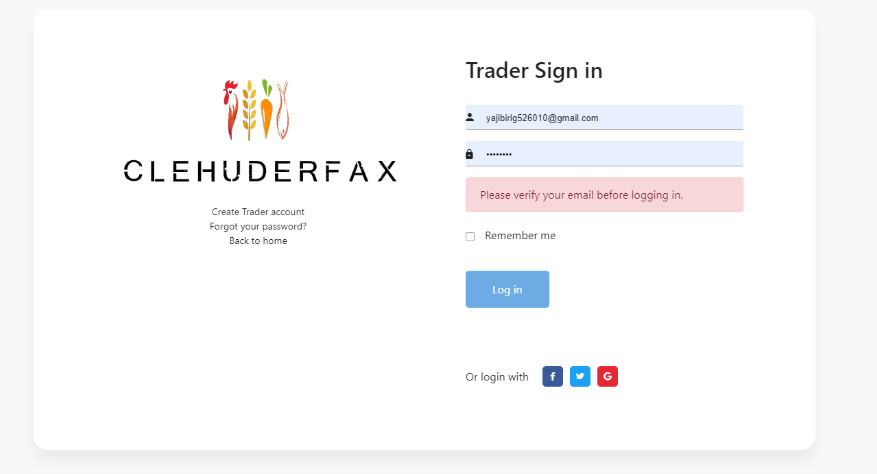 CLEHUDERFAX
Create Trader account
Forgot your password?
Back to home
Trader Sign in
yajibirig526010@gmail.com
••••••••
Please verify your email before logging in.
Remember me
Log in
Or login with